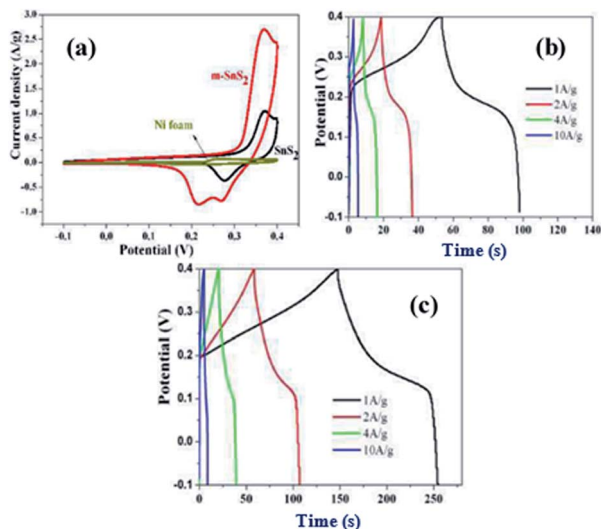 Current density (A/g)
3.0
2.5
2.0
1.5
1.0
0.5
0.0
-0.5
-1.0
(a)
m-SnS2
Ni foam
SnS2
-0.1 0.0 0.1 0.2 0.3 0.4
Potential (V)
Potential (V)
0.4
0.3
0.2
0.1
0.0
-0.1
(b)
1A/g
2A/g
4A/g
10A/g
0 20 40 60 80 100 120 140
Time (s)
Potential (V)
0.4
0.3
0.2
0.1
0.0
-0.1
(c)
1A/g
2A/g
4A/g
10A/g
0 50 100 150 200 250
Time (s)